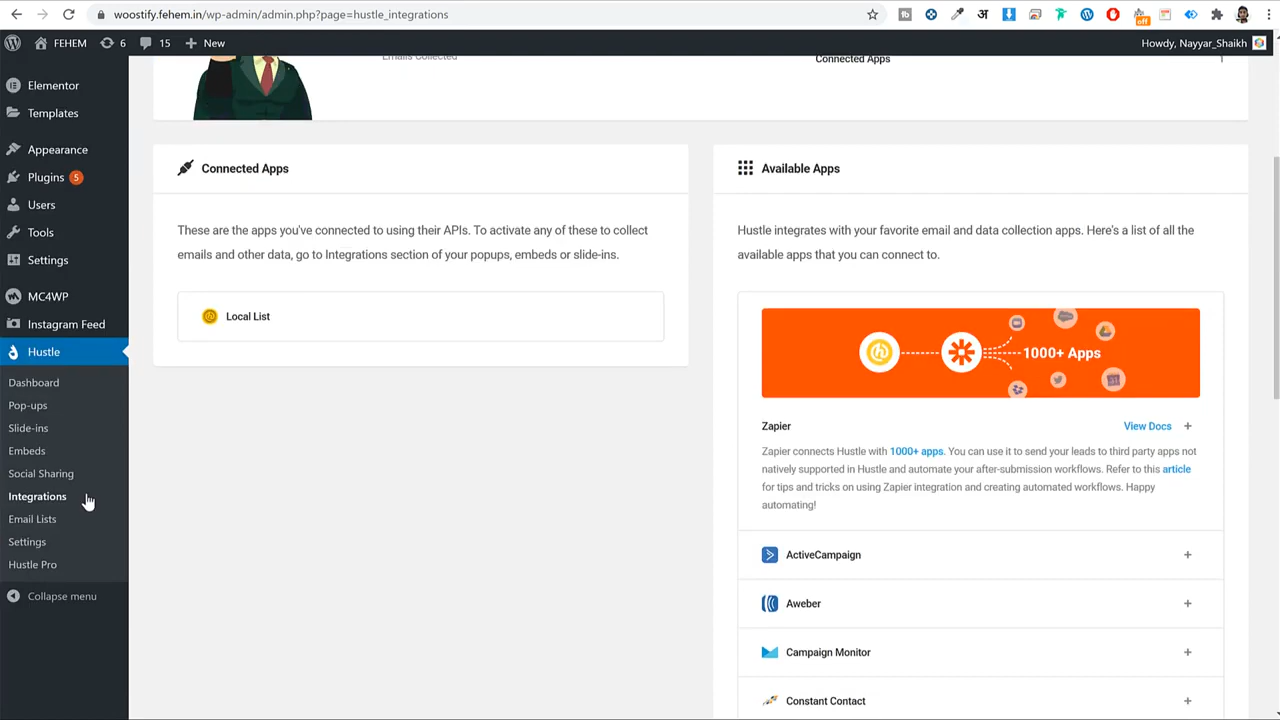 woostify.fehem.in/wp-admin/admin.php?page=hustle_integrations
FEHEM
6
15
New
Howdy, Nayyar_Shaikh
Elementor
Templates
Appearance
Plugins 5
Users
Tools
Settings
MC4WP
Instagram Feed
Hustle
Dashboard
Pop-ups
Slide-ins
Embeds
Social Sharing
Integrations
Email Lists
Settings
Hustle Pro
Collapse menu
Emails Collected
Connected Apps
1
Connected Apps
These are the apps you've connected to using their APIs. To activate any of these to collect
emails and other data, go to Integrations section of your popups, embeds or slide-ins.
Local List
Available Apps
Hustle integrates with your favorite email and data collection apps. Here's a list of all the
available apps that you can connect to.
1000+ Apps
Zapier
View Docs +
Zapier connects Hustle with 1000+ apps. You can use it to send your leads to third party apps not
natively supported in Hustle and automate your after-submission workflows. Refer to this article
for tips and tricks on using Zapier integration and creating automated workflows. Happy
automating!
ActiveCampaign +
Aweber +
Campaign Monitor +
Constant Contact +
अ
off